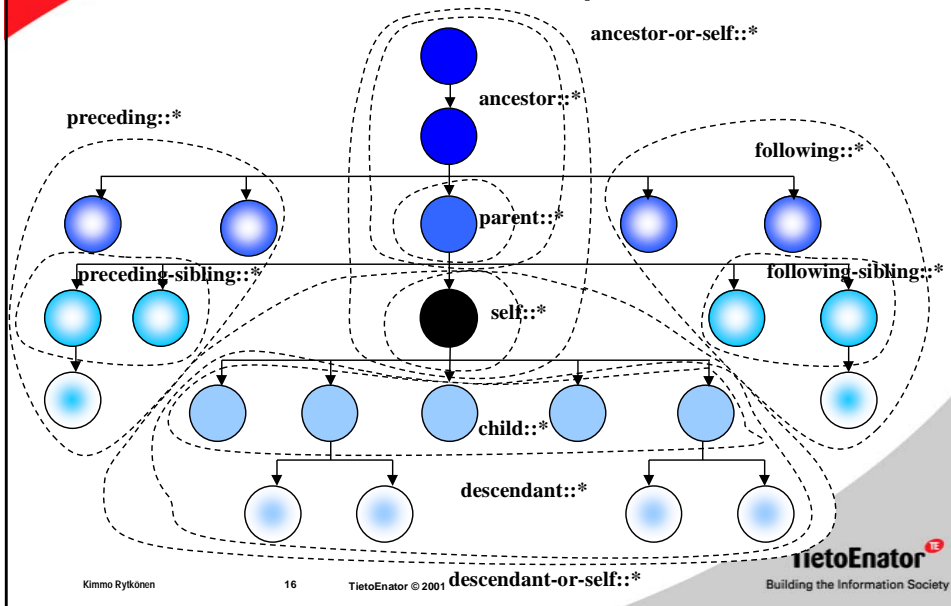 ancestor-or-self::*
ancestor::*
preceding::*
following::*
parent::*
preceding-sibling::*
following-sibling::*
self::*
child::*
descendant::*
descendant-or-self::*
Kimmo Rytkönen
16
TietoEnator © 2001
TietoEnator TE
Building the Information Society